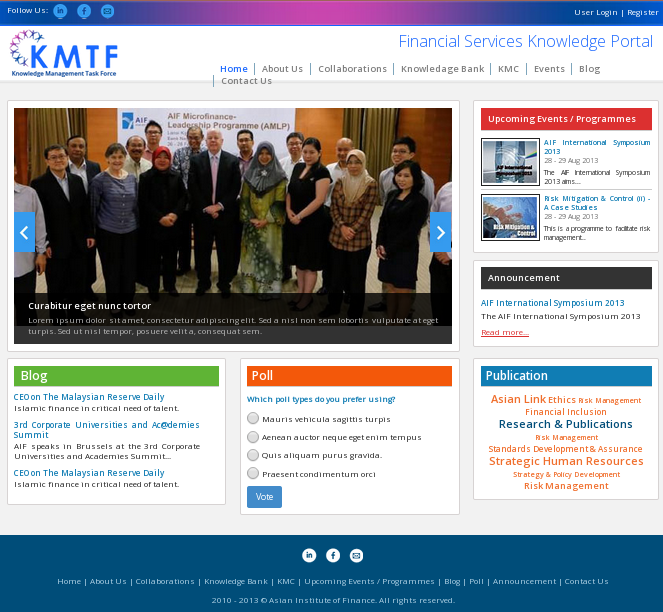 Follow Us:
User Login | Register
KMTF
Knowledge Management Task Force
Financial Services Knowledge Portal
Home | About Us | Collaborations | Knowledage Bank | KMC | Events | Blog
| Contact Us
AIF Microfinance-
Leadership Programme (AMLP)
Curabitur eget nunc tortor
Lorem ipsum dolor sit amet, consectetur adipiscing elit. Sed a nisl non sem lobortis vulputate at eget
turpis. Sed ut nisl tempor, posuere velit a, consequat sem.
Upcoming Events / Programmes
AIF International Symposium
2013
28 - 29 Aug 2013
The AIF International Symposium
2013 aims....
AIF International
Symposium 2013
Risk Mitigation & Control (II) -
A Case Studies
28 - 29 Aug 2013
This is a programme to facilitate risk
management...
Risk Mitigation &
Control
Announcement
AIF International Symposium 2013
The AIF International Symposium 2013
Read more...
Blog
CEO on The Malaysian Reserve Daily
Islamic finance in critical need of talent.
3rd Corporate Universities and Ac@demies
Summit
AIF speaks in Brussels at the 3rd Corporate
Universities and Academies Summit...
CEO on The Malaysian Reserve Daily
Islamic finance in critical need of talent.
Poll
Which poll types do you prefer using?
Mauris vehicula sagittis turpis
Aenean auctor neque eget enim tempus
Quis aliquam purus gravida.
Praesent condimentum orci
Vote
Publication
Asian Link Ethics Risk Management
Financial Inclusion
Research & Publications
Risk Management
Standards Development & Assurance
Strategic Human Resources
Strategy & Policy Development
Risk Management
Home | About Us | Collaborations | Knowledge Bank | KMC | Upcoming Events / Programmes | Blog | Poll | Announcement | Contact Us
2010 - 2013 © Asian Institute of Finance. All rights reserved.